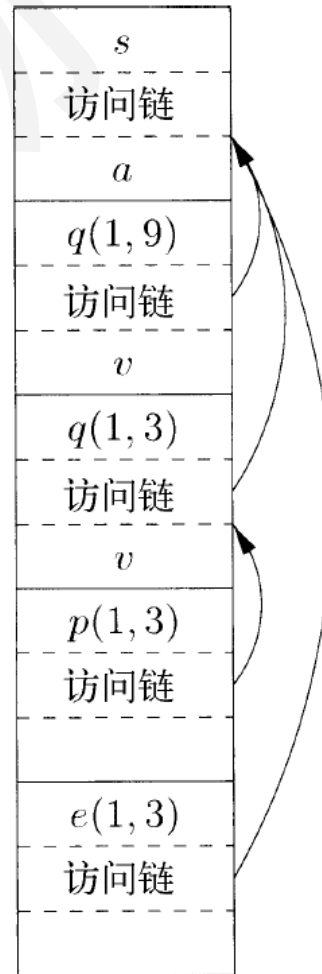 s
访问链
a
q(1, 9)
访问链
v
q(1, 3)
访问链
v
p(1, 3)
访问链
e(1, 3)
访问链